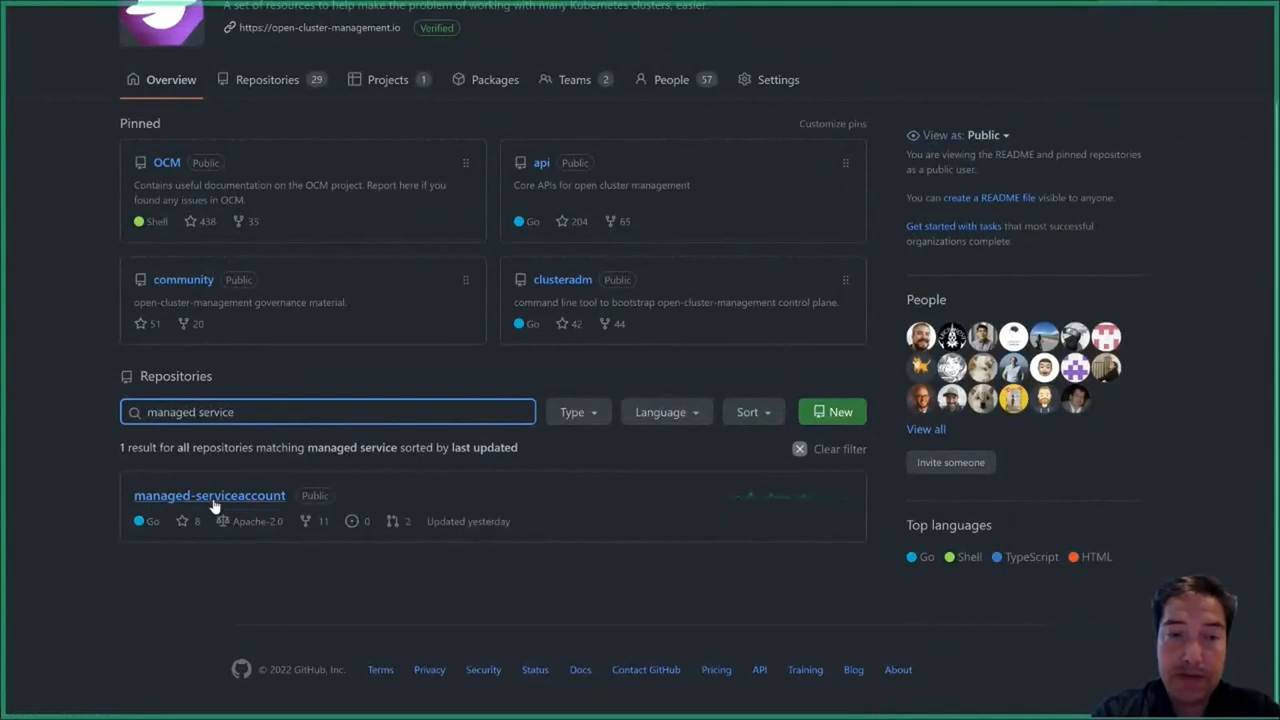 A set of resources to help make the problem of working with many Kubernetes clusters, easier.
https://open-cluster-management.io Verified
Overview Repositories 29 Projects 1 Packages Teams 2 People 57 Settings
Pinned Customize pins
OCM Public
Contains useful documentation on the OCM project. Report here if you
found any issues in OCM.
Shell 438 35
api Public
Core APIs for open cluster management
Go 204 65
community Public
open-cluster-management governance material.
51 20
clusteradm Public
command line tool to bootstrap open-cluster-management control plane.
Go 42 44
Repositories
managed service Type Language Sort New
1 result for all repositories matching managed service sorted by last updated Clear filter
managed-serviceaccount Public
Go 8 Apache-2.0 11 0 2 Updated yesterday
View as: Public
You are viewing the README and pinned repositories
as a public user.
You can create a README file visible to anyone.
Get started with tasks that most successful
organizations complete.
People
View all
Invite someone
Top languages
Go Shell TypeScript HTML
© 2022 GitHub, Inc. Terms Privacy Security Status Docs Contact GitHub Pricing API Training Blog About